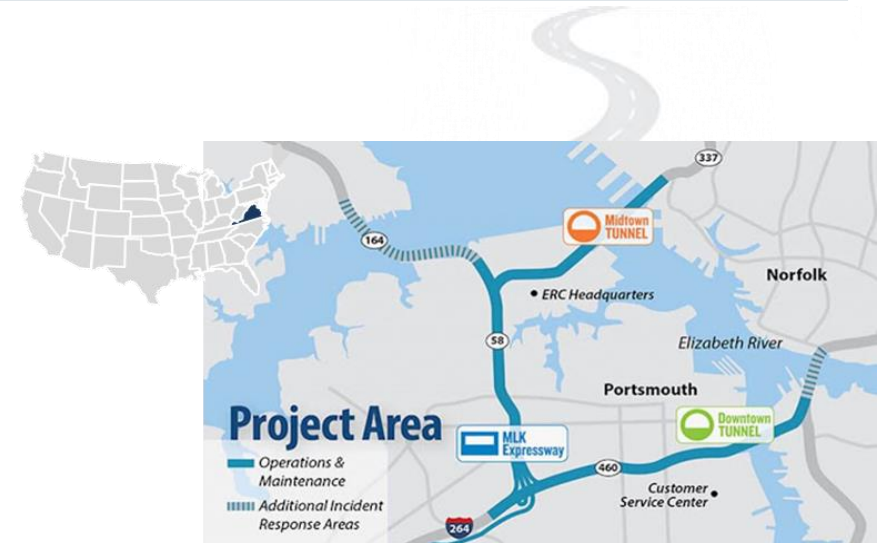 337
Midtown
TUNNEL
164
Norfolk
ERC Headquarters
58
Elizabeth River
Portsmouth
Project Area
Downtown
TUNNEL
MLK
Expressway
Operations &
Maintenance
460
Customer
Service Center
Additional Incident
Response Areas
264